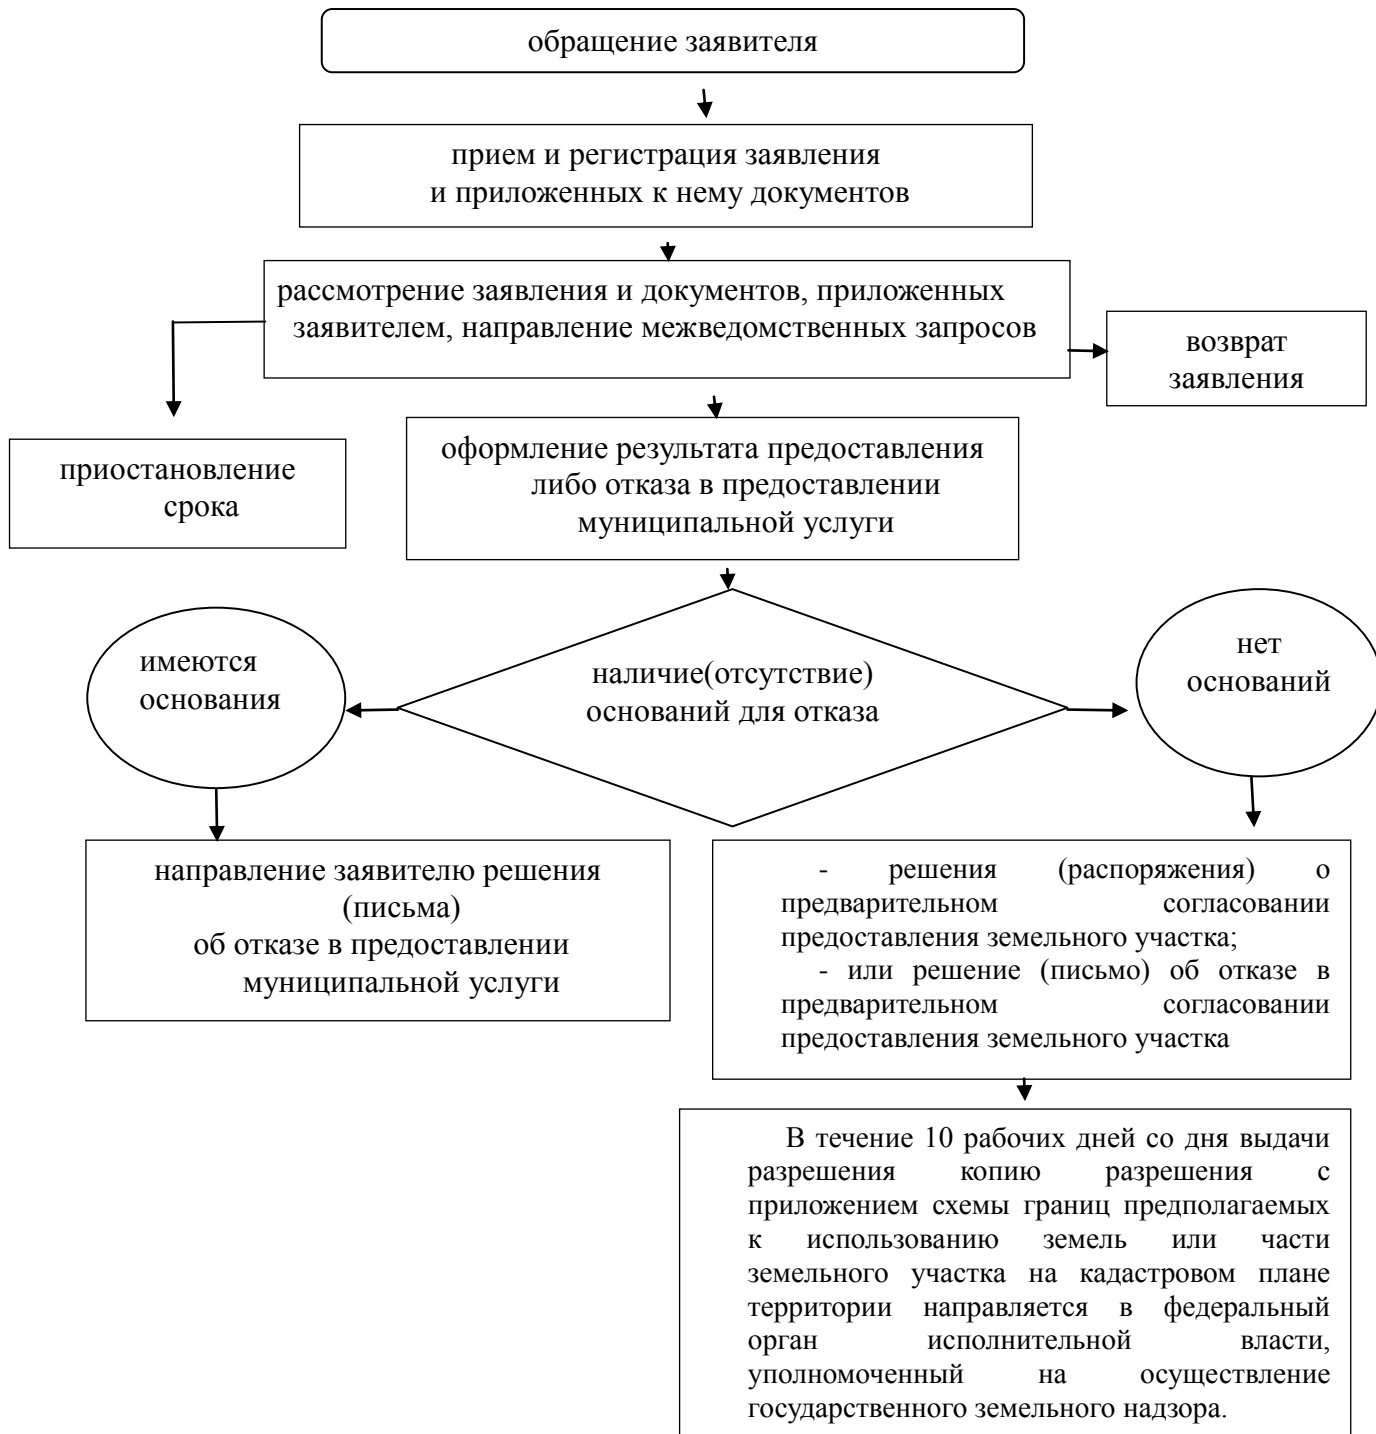 обращение заявителя
прием и регистрация заявления
и приложенных к нему документов
рассмотрение заявления и документов, приложенных
заявителем, направление межведомственных запросов
возврат
заявления
приостановление
срока
оформление результата предоставления
либо отказа в предоставлении
муниципальной услуги
имеются
основания
наличие(отсутствие)
оснований для отказа
нет
оснований
направление заявителю решения
(письма)
об отказе в предоставлении
муниципальной услуги
- решения (распоряжения) о
предварительном согласовании
предоставления земельного участка;
- или решение (письмо) об отказе в
предварительном согласовании
предоставления земельного участка
В течение 10 рабочих дней со дня выдачи
разрешения копию разрешения с
приложением схемы границ предполагаемых
к использованию земель или части
земельного участка на кадастровом плане
территории направляется в федеральный
орган исполнительной власти,
уполномоченный на осуществление
государственного земельного надзора.